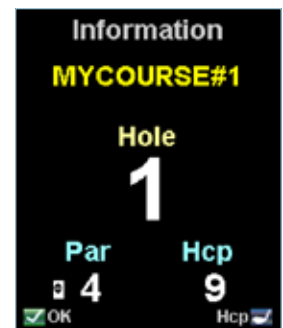 Information
MYCOURSE#1
Hole
1
Par Hcp
4 9
OK Hcp